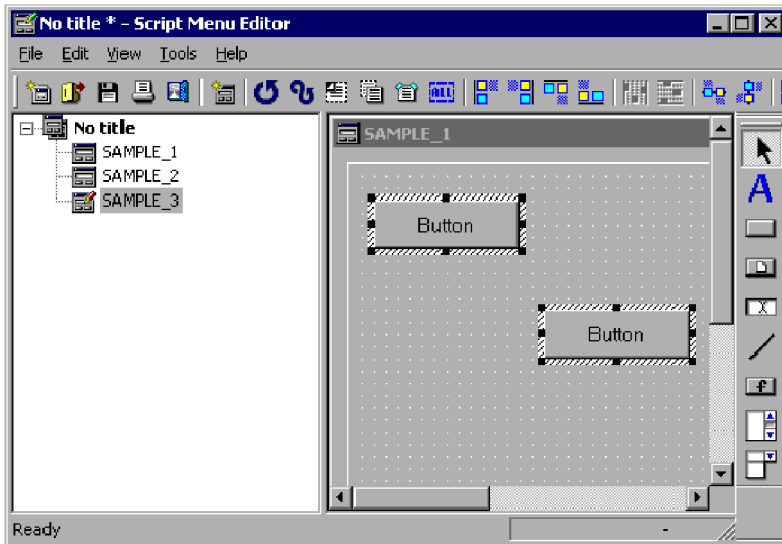 No title * - Script Menu Editor
File Edit View Tools Help
ALL
No title
SAMPLE_1
SAMPLE_2
SAMPLE_3
SAMPLE_1
Button
Button
A
f
Ready
-